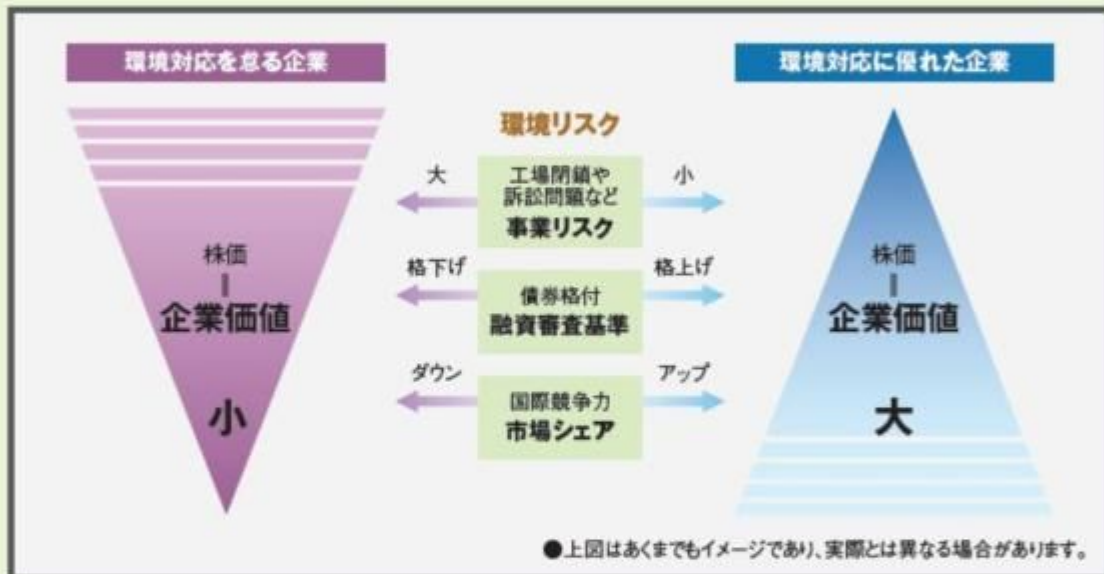 環境対応を怠る企業
環境対応に優れた企業
環境リスク
大
工場閉鎖や
訴訟問題など
事業リスク
小
株価
＝
企業価値
小
格下げ
債券格付
融資審査基準
格上げ
ダウン
国際競争力
市場シェア
アップ
株価
＝
企業価値
大
●上図はあくまでもイメージであり、実際とは異なる場合があります。